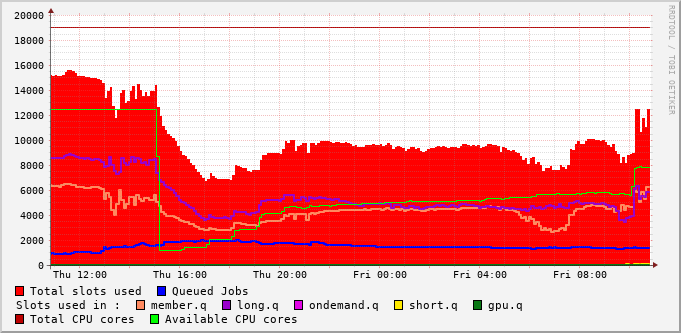 20000
18000
16000
14000
12000
10000
8000
6000
4000
2000
0
Thu 12:00 Thu 16:00 Thu 20:00 Fri 00:00 Fri 04:00 Fri 08:00
Total slots used Queued Jobs
Slots used in : member.q long.q ondemand.q short.q gpu.q
Total CPU cores Available CPU cores
RRDTOOL / TOBI OETIKER